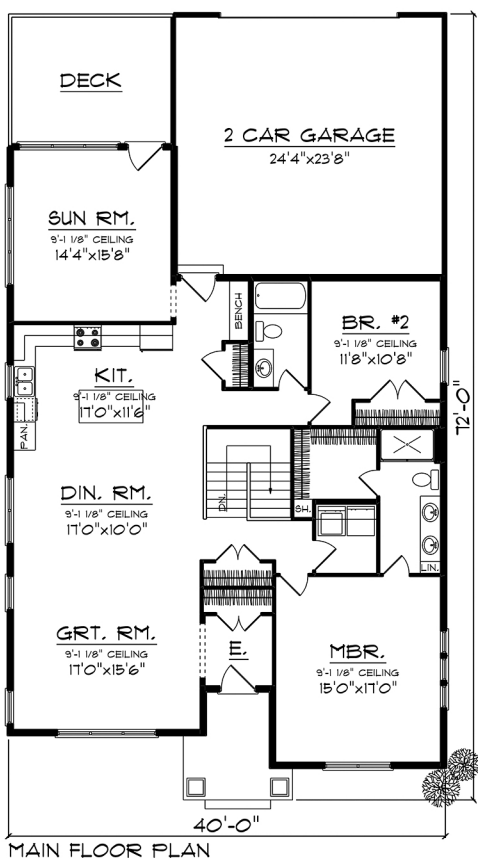 DECK
2 CAR GARAGE
24'4"x23'8"
SUN RM.
9'-1 1/8" CEILING
14'4"x15'8"
BENCH
BR. #2
9'-1 1/8" CEILING
11'8"x10'8"
KIT.
9'-1 1/8" CEILING
17'0"x11'6"
PAN.
72'-0"
DIN. RM.
9'-1 1/8" CEILING
17'0"x10'0"
DN.
SH.
LIN.
GRT. RM.
9'-1 1/8" CEILING
17'0"x15'6"
E.
MBR.
9'-1 1/8" CEILING
15'0"x17'0"
40'-0"
MAIN FLOOR PLAN